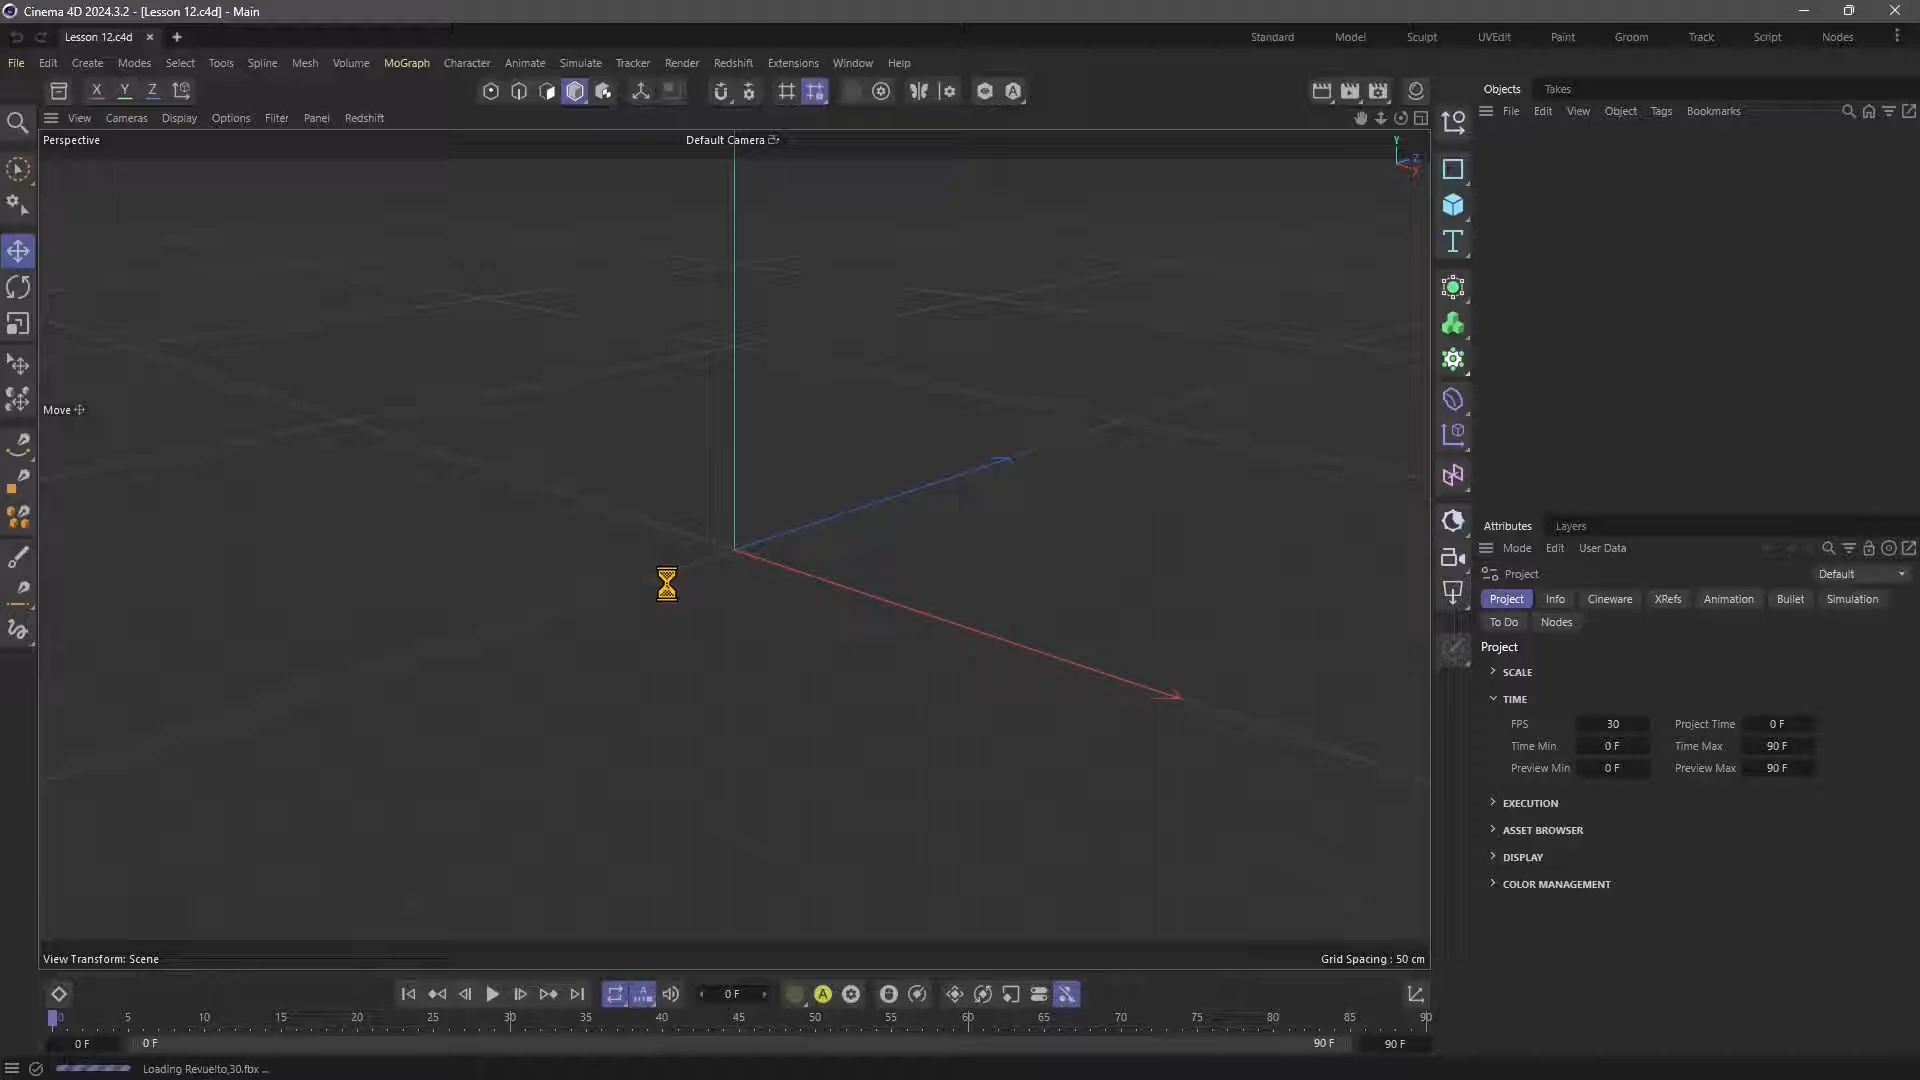 Cinema 4D 2024.3.2 - [Lesson 12.c4d] - Main
Lesson 12.c4d
Standard Model Sculpt UVEdit Paint Groom Track Script Nodes
File Edit Create Modes Select Tools Spline Mesh Volume MoGraph Character Animate Simulate Tracker Render Redshift Extensions Window Help
X Y Z
Objects Takes
File Edit View Object Tags Bookmarks
View Cameras Display Options Filter Panel Redshift
Perspective
Default Camera
Y
Z
X
Move
Attributes Layers
Mode Edit User Data
Project
Default
Project Info Cineware XRefs Animation Bullet Simulation
To Do Nodes
Project
SCALE
TIME
FPS 30 Project Time 0 F
Time Min 0 F Time Max 90 F
Preview Min 0 F Preview Max 90 F
EXECUTION
ASSET BROWSER
DISPLAY
COLOR MANAGEMENT
View Transform: Scene
Grid Spacing : 50 cm
0 F
0 5 10 15 20 25 30 35 40 45 50 55 60 65 70 75 80 85 90
0 F 0 F 90 F 90 F
Loading Revuelto,30.fbx ...